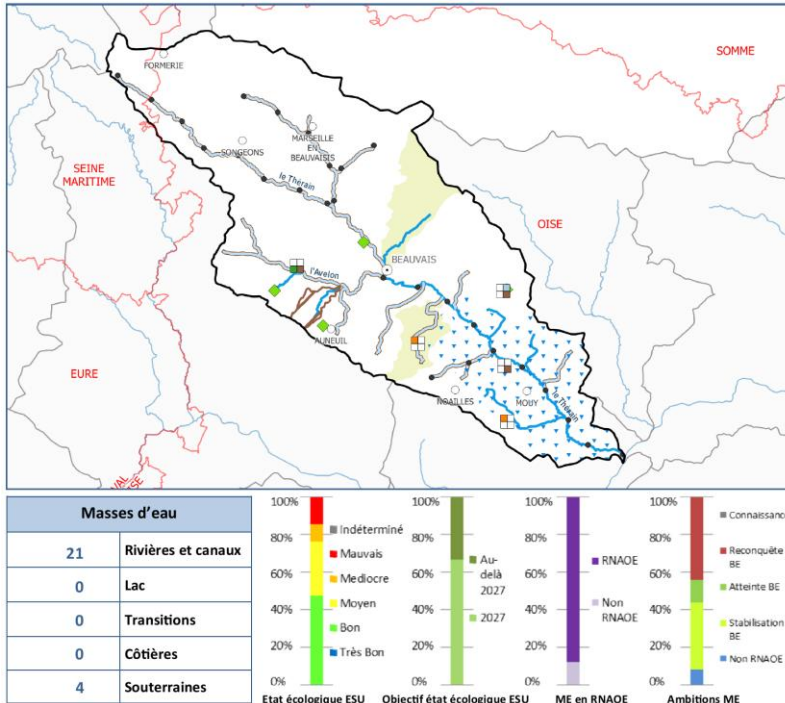 SOMME
FORMERIE
MARSEILLE
EN
BEAUVAISIS
SONGEONS
SEINE
MARITIME
le Thérain
OISE
BEAUVAIS
l'Avelon
AUNEUIL
EURE
NOAILLES
MOUY
le Thérain
Masses d'eau
21 Rivières et canaux
0 Lac
0 Transitions
0 Côtières
4 Souterraines
100%
80%
60%
40%
20%
0%
Indéterminé
Mauvais
Mediocre
Moyen
Bon
Très Bon
Etat écologique ESU
100%
80%
60%
40%
20%
0%
Au-
delà
2027
2027
Objectif état écologique ESU
100%
80%
60%
40%
20%
0%
RNAOE
Non
RNAOE
ME en RNAOE
100%
80%
60%
40%
20%
0%
Connaissance
Reconquête
BE
Atteinte BE
Stabilisation
BE
Non RNAOE
Ambitions ME